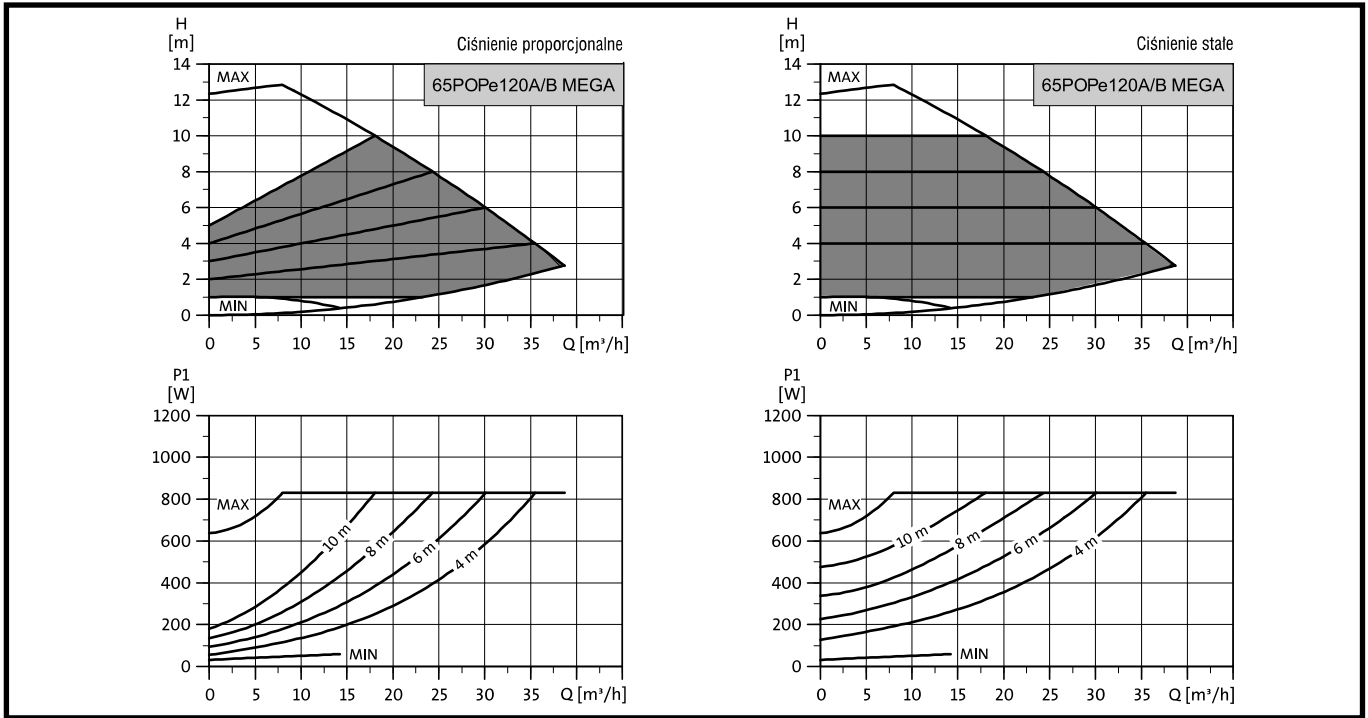 H
[m]
Ciśnienie proporcjonalne
14
12
10
8
6
4
2
0
MAX
65POPe120A/B MEGA
MIN
0 5 10 15 20 25 30 35 Q [m³/h]
H
[m]
Ciśnienie stałe
14
12
10
8
6
4
2
0
MAX
65POPe120A/B MEGA
MIN
0 5 10 15 20 25 30 35 Q [m³/h]
P1
[W]
1200
1000
800
600
400
200
0
MAX
10 m
8 m
6 m
4 m
MIN
0 5 10 15 20 25 30 35 Q [m³/h]
P1
[W]
1200
1000
800
600
400
200
0
MAX
10 m
8 m
6 m
4 m
MIN
0 5 10 15 20 25 30 35 Q [m³/h]